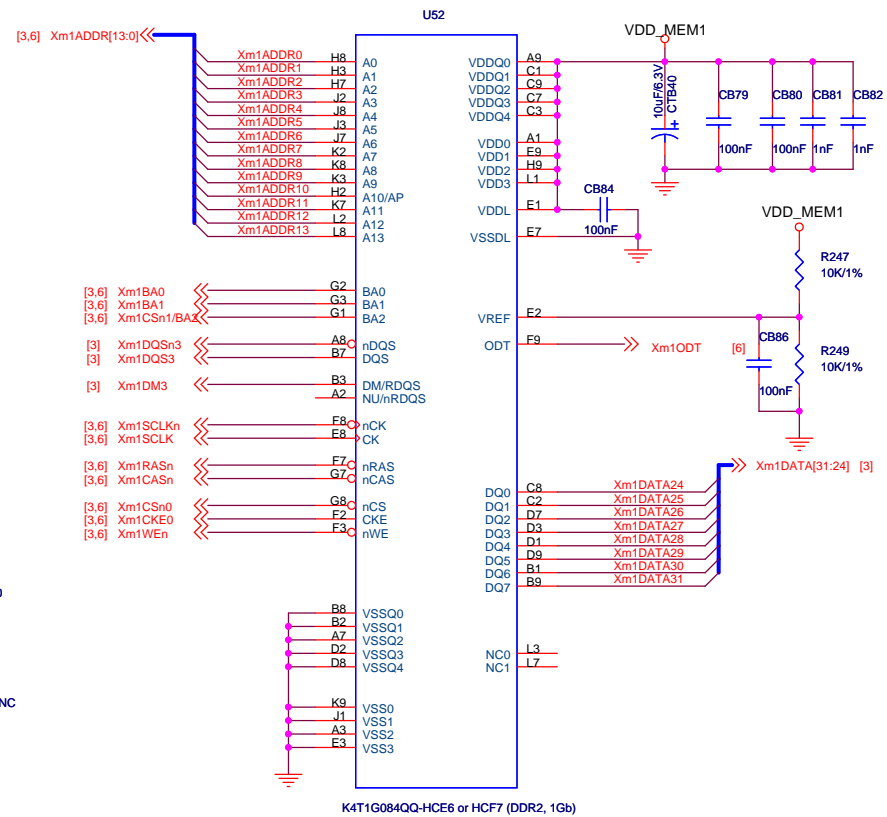 U52
[3,6] Xm1ADDR[13:0]
VDD_MEM1
Xm1ADDR0 H8 A0
Xm1ADDR1 H3 A1
Xm1ADDR2 H7 A2
Xm1ADDR3 J2 A3
Xm1ADDR4 J8 A4
Xm1ADDR5 J3 A5
Xm1ADDR6 J7 A6
Xm1ADDR7 K2 A7
Xm1ADDR8 K8 A8
Xm1ADDR9 K3 A9
Xm1ADDR10 H2 A10/AP
Xm1ADDR11 K7 A11
Xm1ADDR12 L2 A12
Xm1ADDR13 L8 A13
VDDQ0 A9
VDDQ1 C1
VDDQ2 C9
VDDQ3 C7
VDDQ4 C3
VDD0 A1
VDD1 E9
VDD2 H9
VDD3 L1
VDDL E1
VSSDL E7
10uF/6.3V
CTB40
+
CB79 CB80 CB81 CB82
100nF 100nF 1nF 1nF
CB84
100nF
VDD_MEM1
R247
10K/1%
[3,6] Xm1BA0 G2 BA0
[3,6] Xm1BA1 G3 BA1
[3,6] Xm1CSn1/BA2 G1 BA2
VREF E2
[3] Xm1DQSn3 A8 nDQS
[3] Xm1DQS3 B7 DQS
ODT F9 Xm1ODT [6]
CB86
100nF
R249
10K/1%
[3] Xm1DM3 B3 DM/RDQS
A2 NU/nRDQS
[3,6] Xm1SCLKn F8 nCK
[3,6] Xm1SCLK E8 CK
[3,6] Xm1RASn F7 nRAS
[3,6] Xm1CASn G7 nCAS
[3,6] Xm1CSn0 G8 nCS
[3,6] Xm1CKE0 F2 CKE
[3,6] Xm1WEn F3 nWE
Xm1DATA[31:24] [3]
DQ0 C8 Xm1DATA24
DQ1 C2 Xm1DATA25
DQ2 D7 Xm1DATA26
DQ3 D3 Xm1DATA27
DQ4 D1 Xm1DATA28
DQ5 D9 Xm1DATA29
DQ6 B1 Xm1DATA30
DQ7 B9 Xm1DATA31
B8 VSSQ0
B2 VSSQ1
A7 VSSQ2
D2 VSSQ3
D8 VSSQ4
NC0 L3
NC1 L7
NC
K9 VSS0
J1 VSS1
A3 VSS2
E3 VSS3
K4T1G084QQ-HCE6 or HCF7 (DDR2, 1Gb)